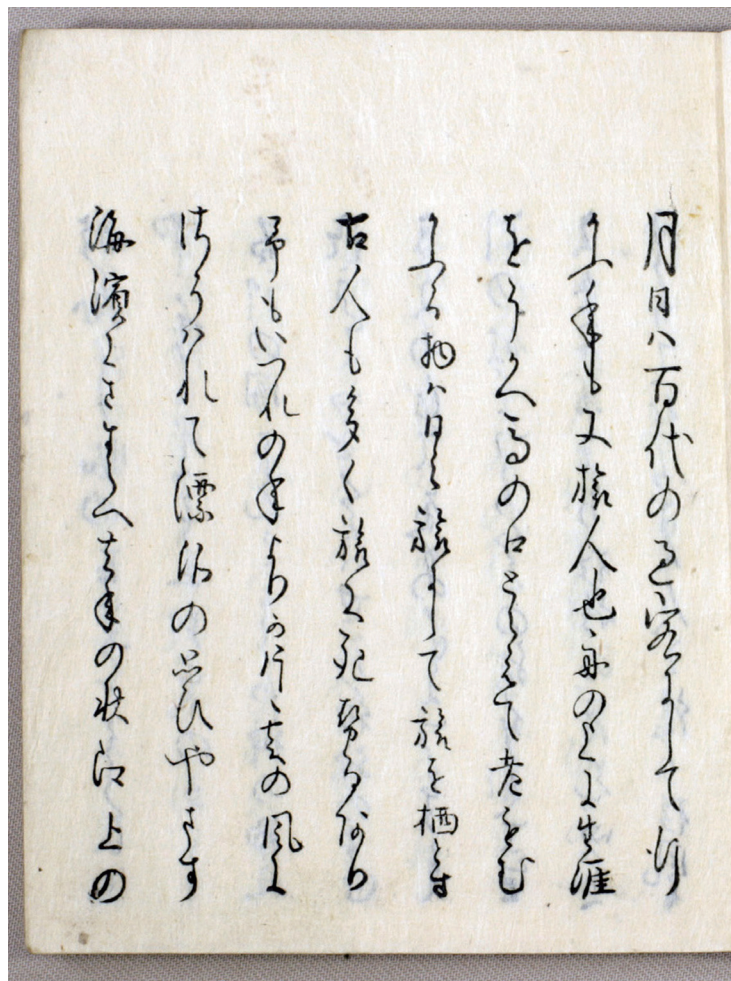 月日ハ百代の過客にして行
かふ年も又旅人也舟の上に生涯
をうかへ馬の口とらえて老をむ
かふる物ハ日々旅にして旅を栖とす
古人も多く旅に死せるあり
予もいつれの年よりか片雲の風に
さそハれて漂泊の思ひやます
海濱にさすらへ去年の秋江上の